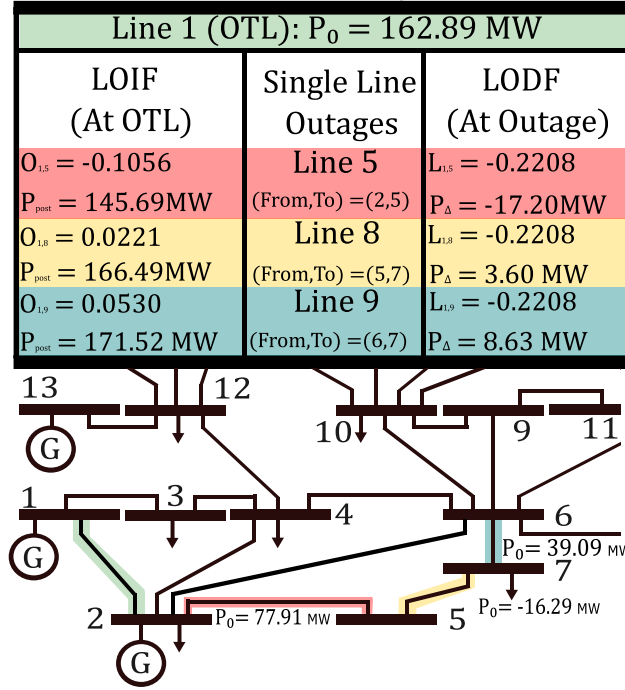 Line 1 (OTL): P₀ = 162.89 MW
LOIF
(At OTL)
Single Line
Outages
LODF
(At Outage)
O₁,₅ = -0.1056
Line 5
L₁,₅ = -0.2208
Pₚₒₛₜ = 145.69MW
(From,To) =(2,5)
P_Δ = -17.20MW
O₁,₈ = 0.0221
Line 8
L₁,₈ = -0.2208
Pₚₒₛₜ = 166.49MW
(From,To) =(5,7)
P_Δ = 3.60 MW
O₁,₉ = 0.0530
Line 9
L₁,₉ = -0.2208
Pₚₒₛₜ = 171.52 MW
(From,To) =(6,7)
P_Δ = 8.63 MW
13
12
10
9
11
G
1
3
4
6
G
P₀= 39.09 MW
7
2
P₀= 77.91 MW
5
P₀= -16.29 MW
G